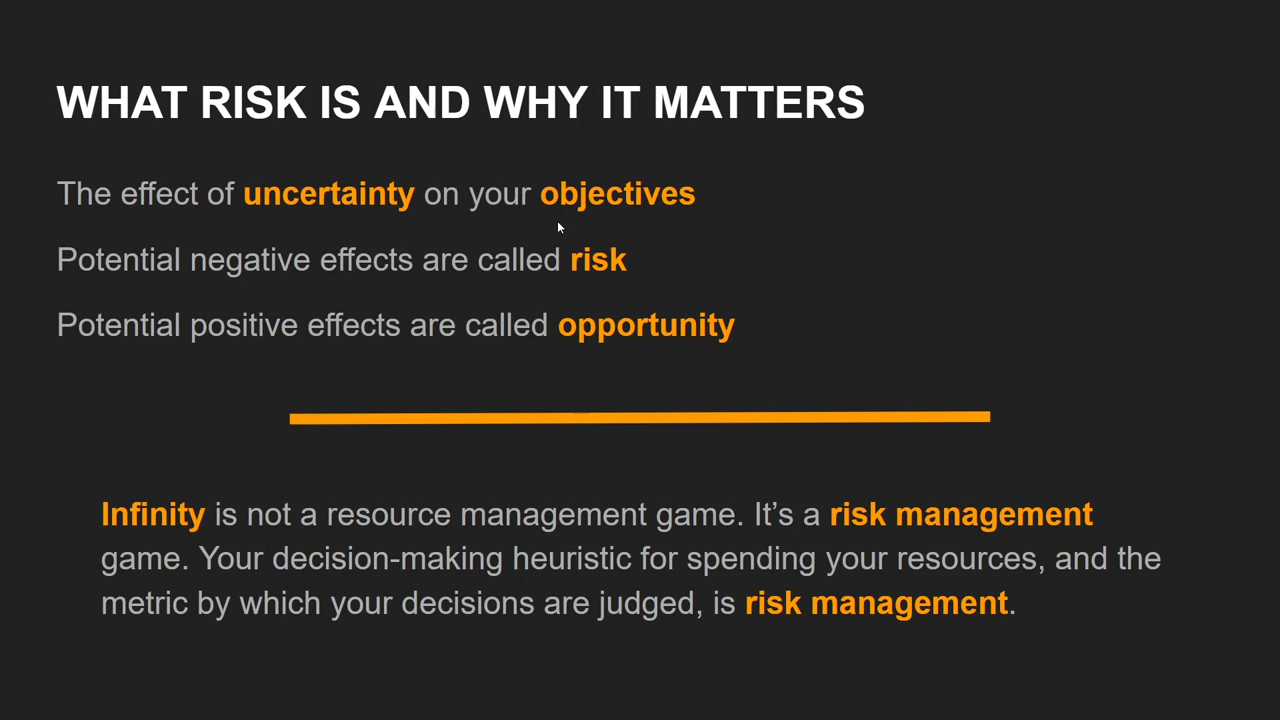 WHAT RISK IS AND WHY IT MATTERS
The effect of uncertainty on your objectives
Potential negative effects are called risk
Potential positive effects are called opportunity
Infinity is not a resource management game. It’s a risk management
game. Your decision-making heuristic for spending your resources, and the
metric by which your decisions are judged, is risk management.